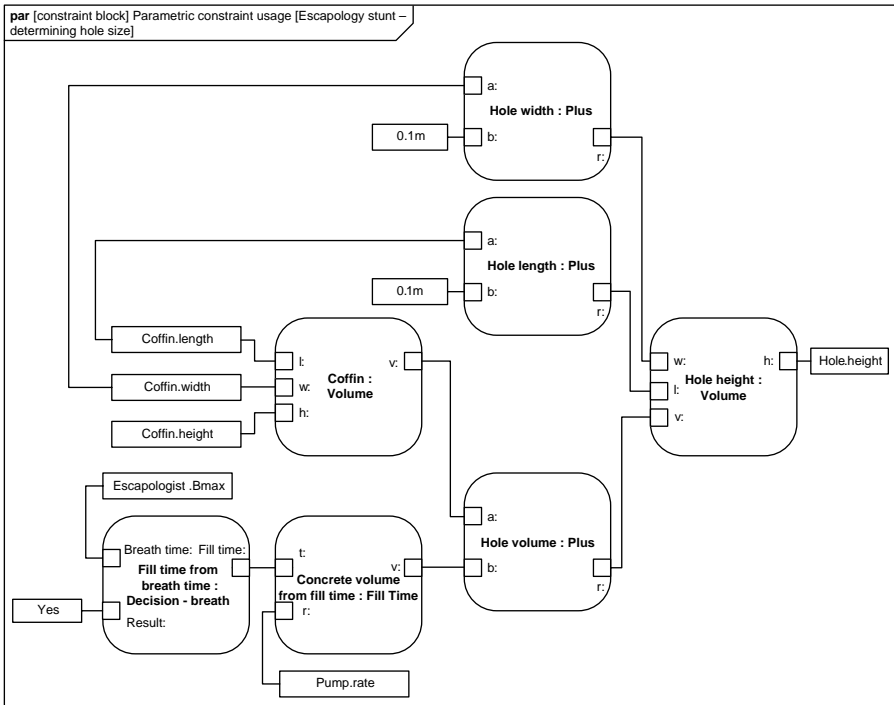 par [constraint block] Parametric constraint usage [Escapology stunt –
determining hole size]
a:
Hole width : Plus
0.1m
b:
r:
a:
Hole length : Plus
0.1m
b:
r:
Coffin.length
Coffin.width
Coffin.height
l:
v:
w:
Coffin :
Volume
h:
w:
h:
l:
Hole height :
Volume
v:
Hole.height
Escapologist .Bmax
Breath time: Fill time:
Fill time from
breath time :
Decision - breath
Result:
Yes
t:
v:
Concrete volume
from fill time : Fill Time
r:
Pump.rate
a:
Hole volume : Plus
b:
r: